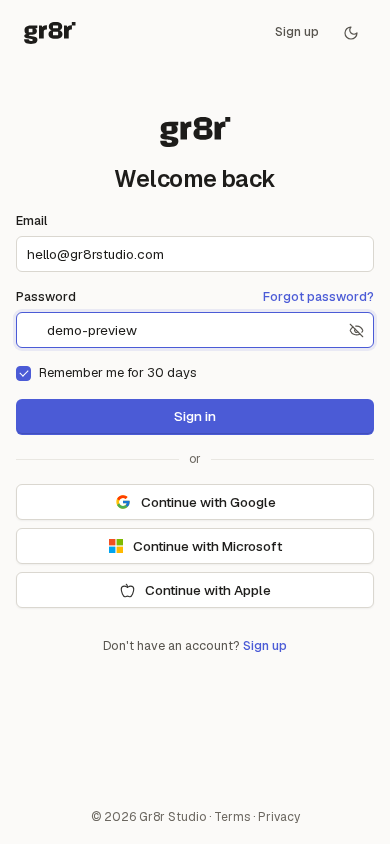 gr8r
Sign up
gr8r
Welcome back
Email
hello@gr8rstudio.com
Password
Forgot password?
demo-preview
Remember me for 30 days
Sign in
or
Continue with Google
Continue with Microsoft
Continue with Apple
Don't have an account? Sign up
© 2026 Gr8r Studio · Terms · Privacy